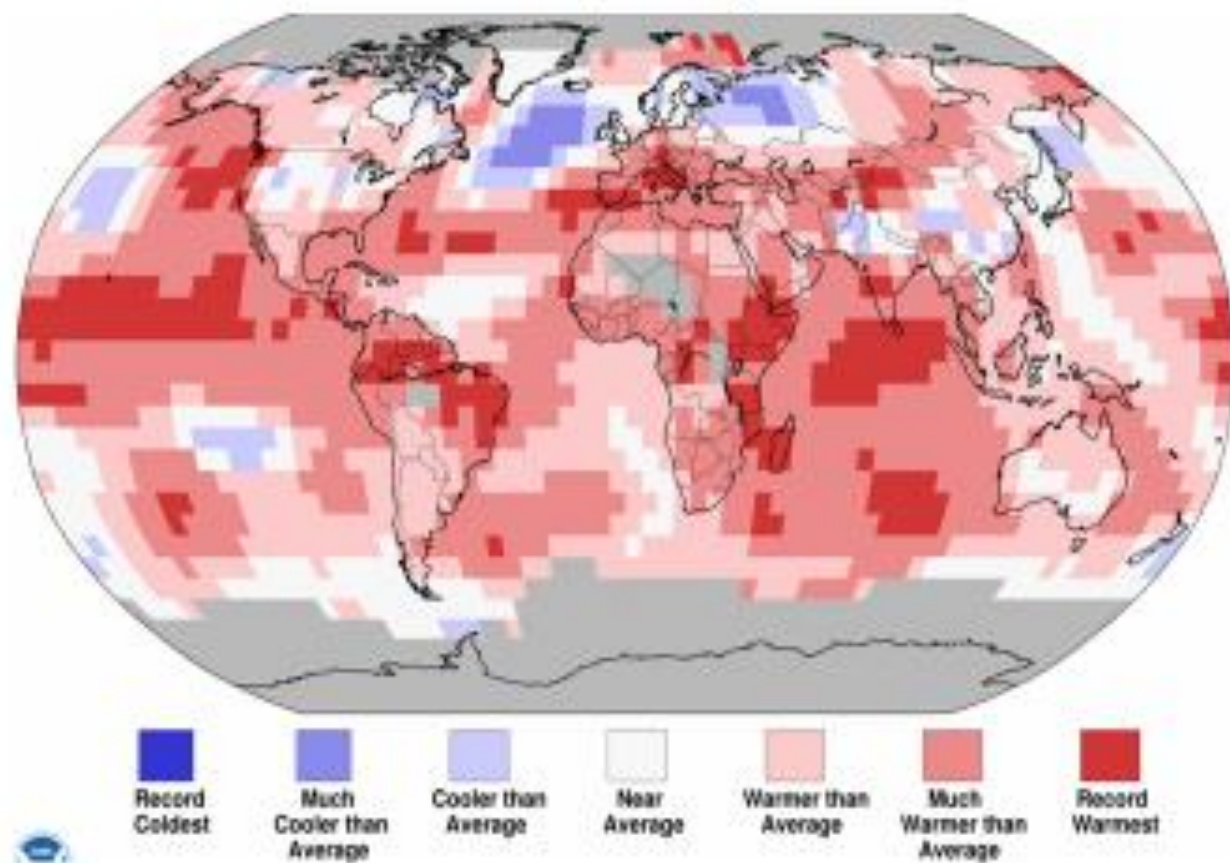 Record
Coldest
Much
Cooler than
Average
Cooler than
Average
Near
Average
Warmer than
Average
Much
Warmer than
Average
Record
Warmest